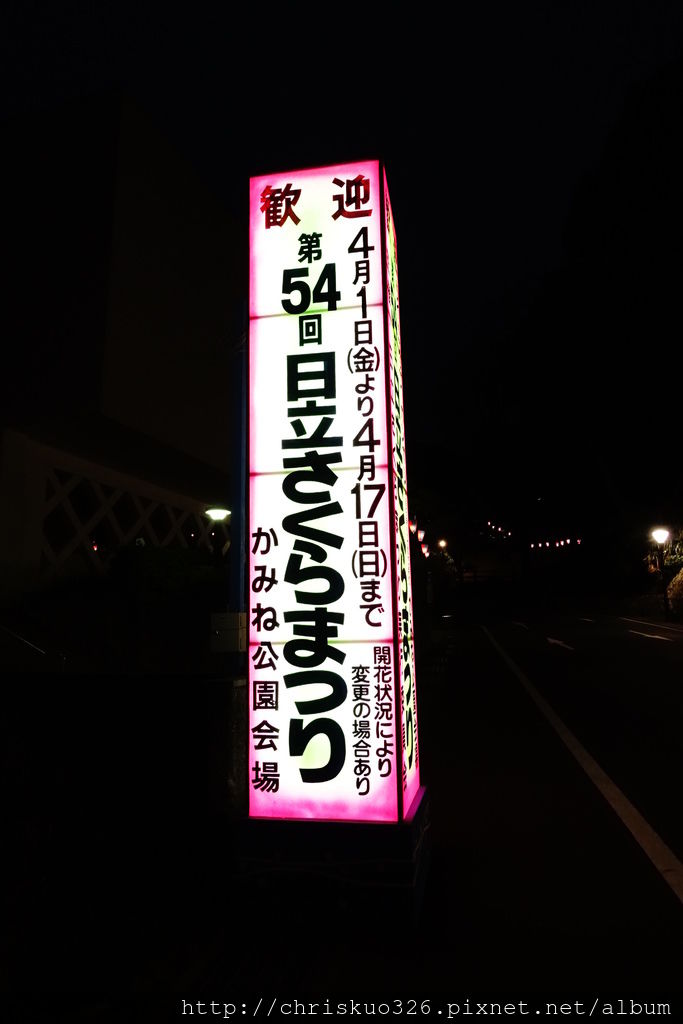 歓迎
4月1日(金)より4月17日(日)まで
開花状況により
変更の場合あり
第54回日立さくらまつり
かみね公園会場
http://chriskuo326.pixnet.net/album